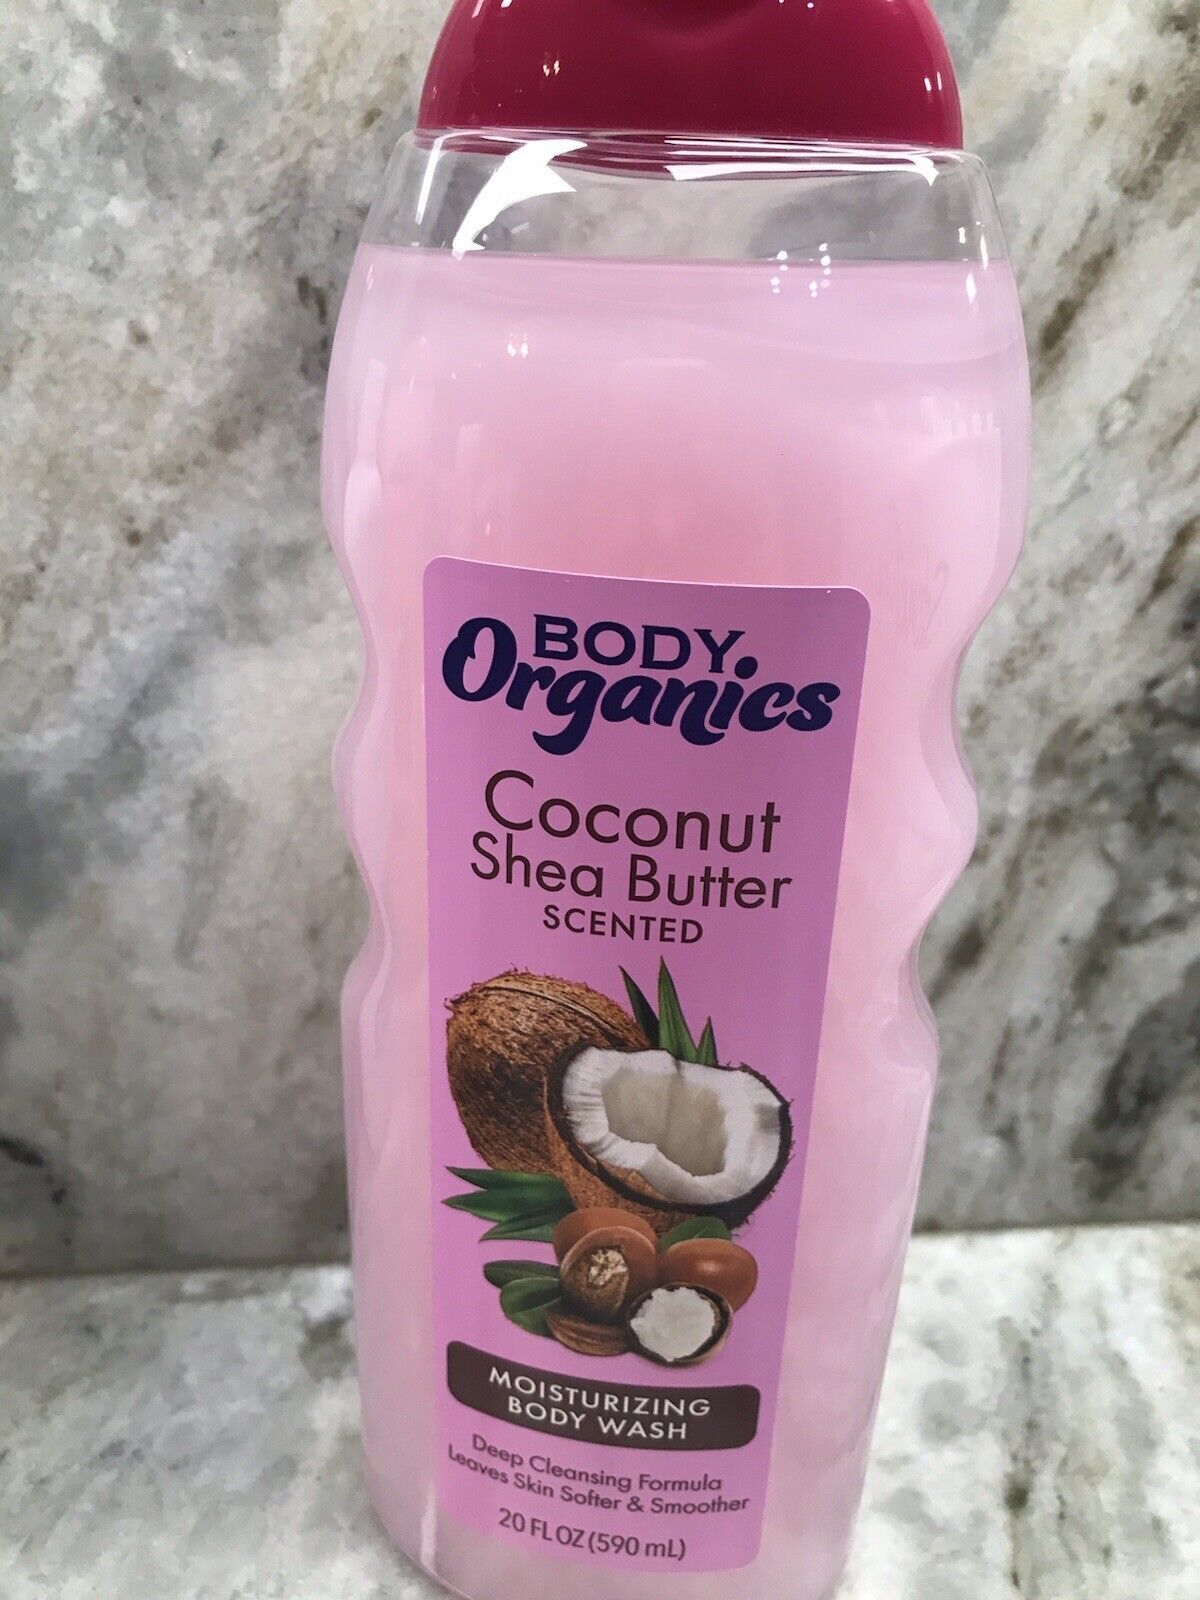 BODY
Organics
Coconut
Shea Butter
SCENTED
MOISTURIZING
BODY WASH
Deep Cleansing Formula
Leaves Skin Softer & Smoother
20 FL OZ (590 mL)